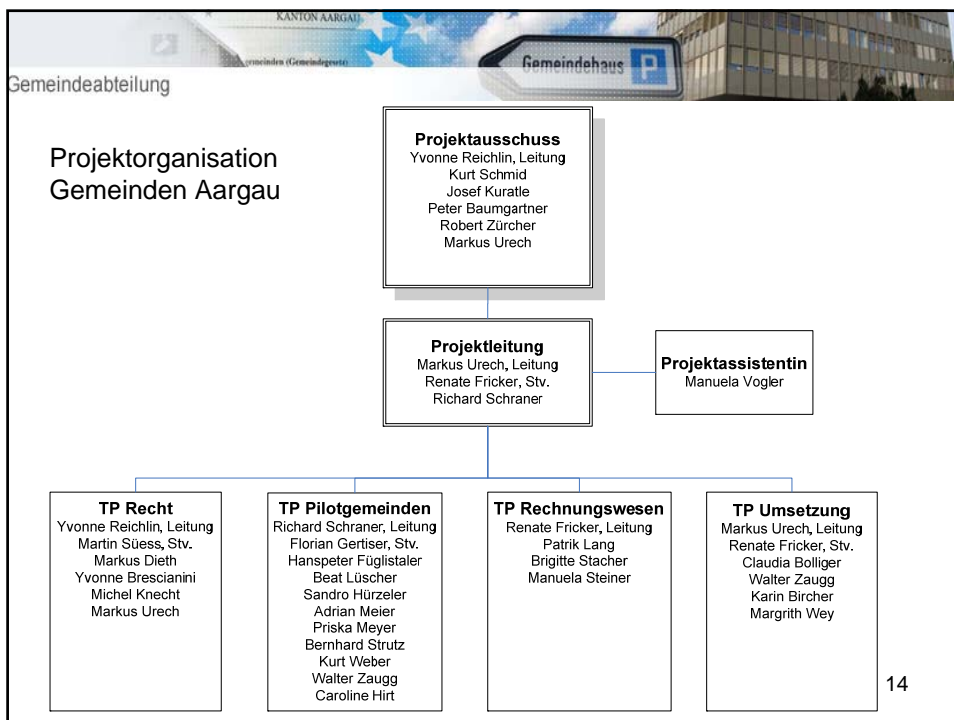 KANTON AARGAU
gemeinden (Gemeindegesetz)
Gemeindehaus P
Gemeindeabteilung
Projektorganisation
Gemeinden Aargau
Projektausschuss
Yvonne Reichlin, Leitung
Kurt Schmid
Josef Kuratle
Peter Baumgartner
Robert Zürcher
Markus Urech
Projektleitung
Markus Urech, Leitung
Renate Fricker, Stv.
Richard Schraner
Projektassistentin
Manuela Vogler
TP Recht
Yvonne Reichlin, Leitung
Martin Süess, Stv.
Markus Dieth
Yvonne Brescianini
Michel Knecht
Markus Urech
TP Pilotgemeinden
Richard Schraner, Leitung
Florian Gertiser, Stv.
Hanspeter Füglistaler
Beat Lüscher
Sandro Hürzeler
Adrian Meier
Priska Meyer
Bernhard Strutz
Kurt Weber
Walter Zaugg
Caroline Hirt
TP Rechnungswesen
Renate Fricker, Leitung
Patrik Lang
Brigitte Stacher
Manuela Steiner
TP Umsetzung
Markus Urech, Leitung
Renate Fricker, Stv.
Claudia Bolliger
Walter Zaugg
Karin Bircher
Margrith Wey
14